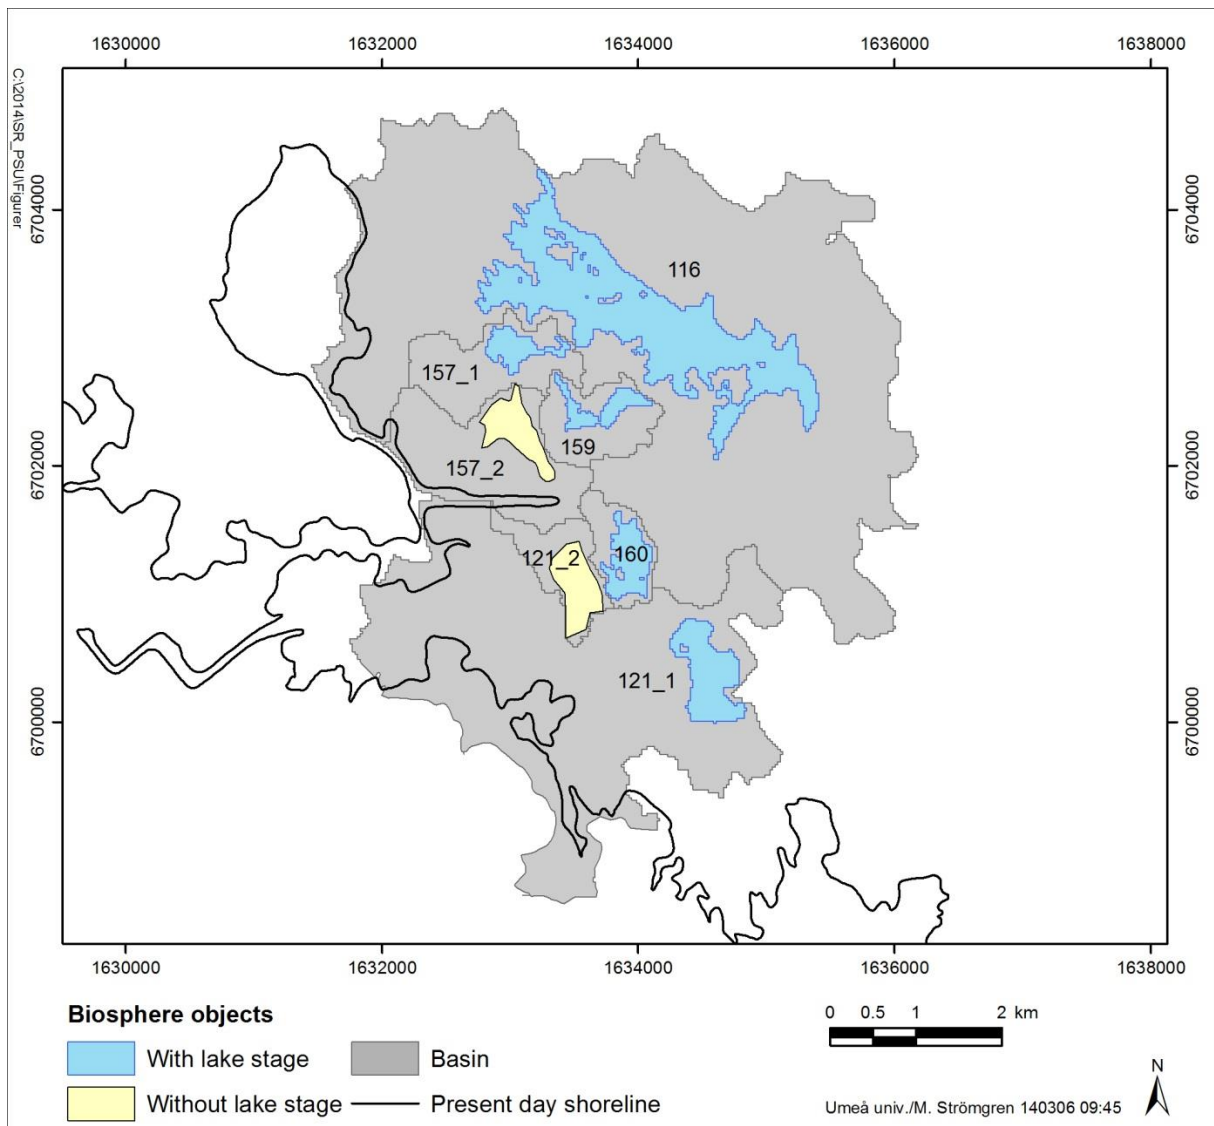 1630000 1632000 1634000 1636000 1638000
C:\2014\SR_PSU\Figurer
6704000 6704000
116
157_1
159
6702000 157_2 6702000
121_2 160
121_1
6700000 6700000
1630000 1632000 1634000 1636000 1638000
Biosphere objects
With lake stage Basin
Without lake stage Present day shoreline
0 0.5 1 2 km
N
Umeå univ./M. Strömgren 140306 09:45